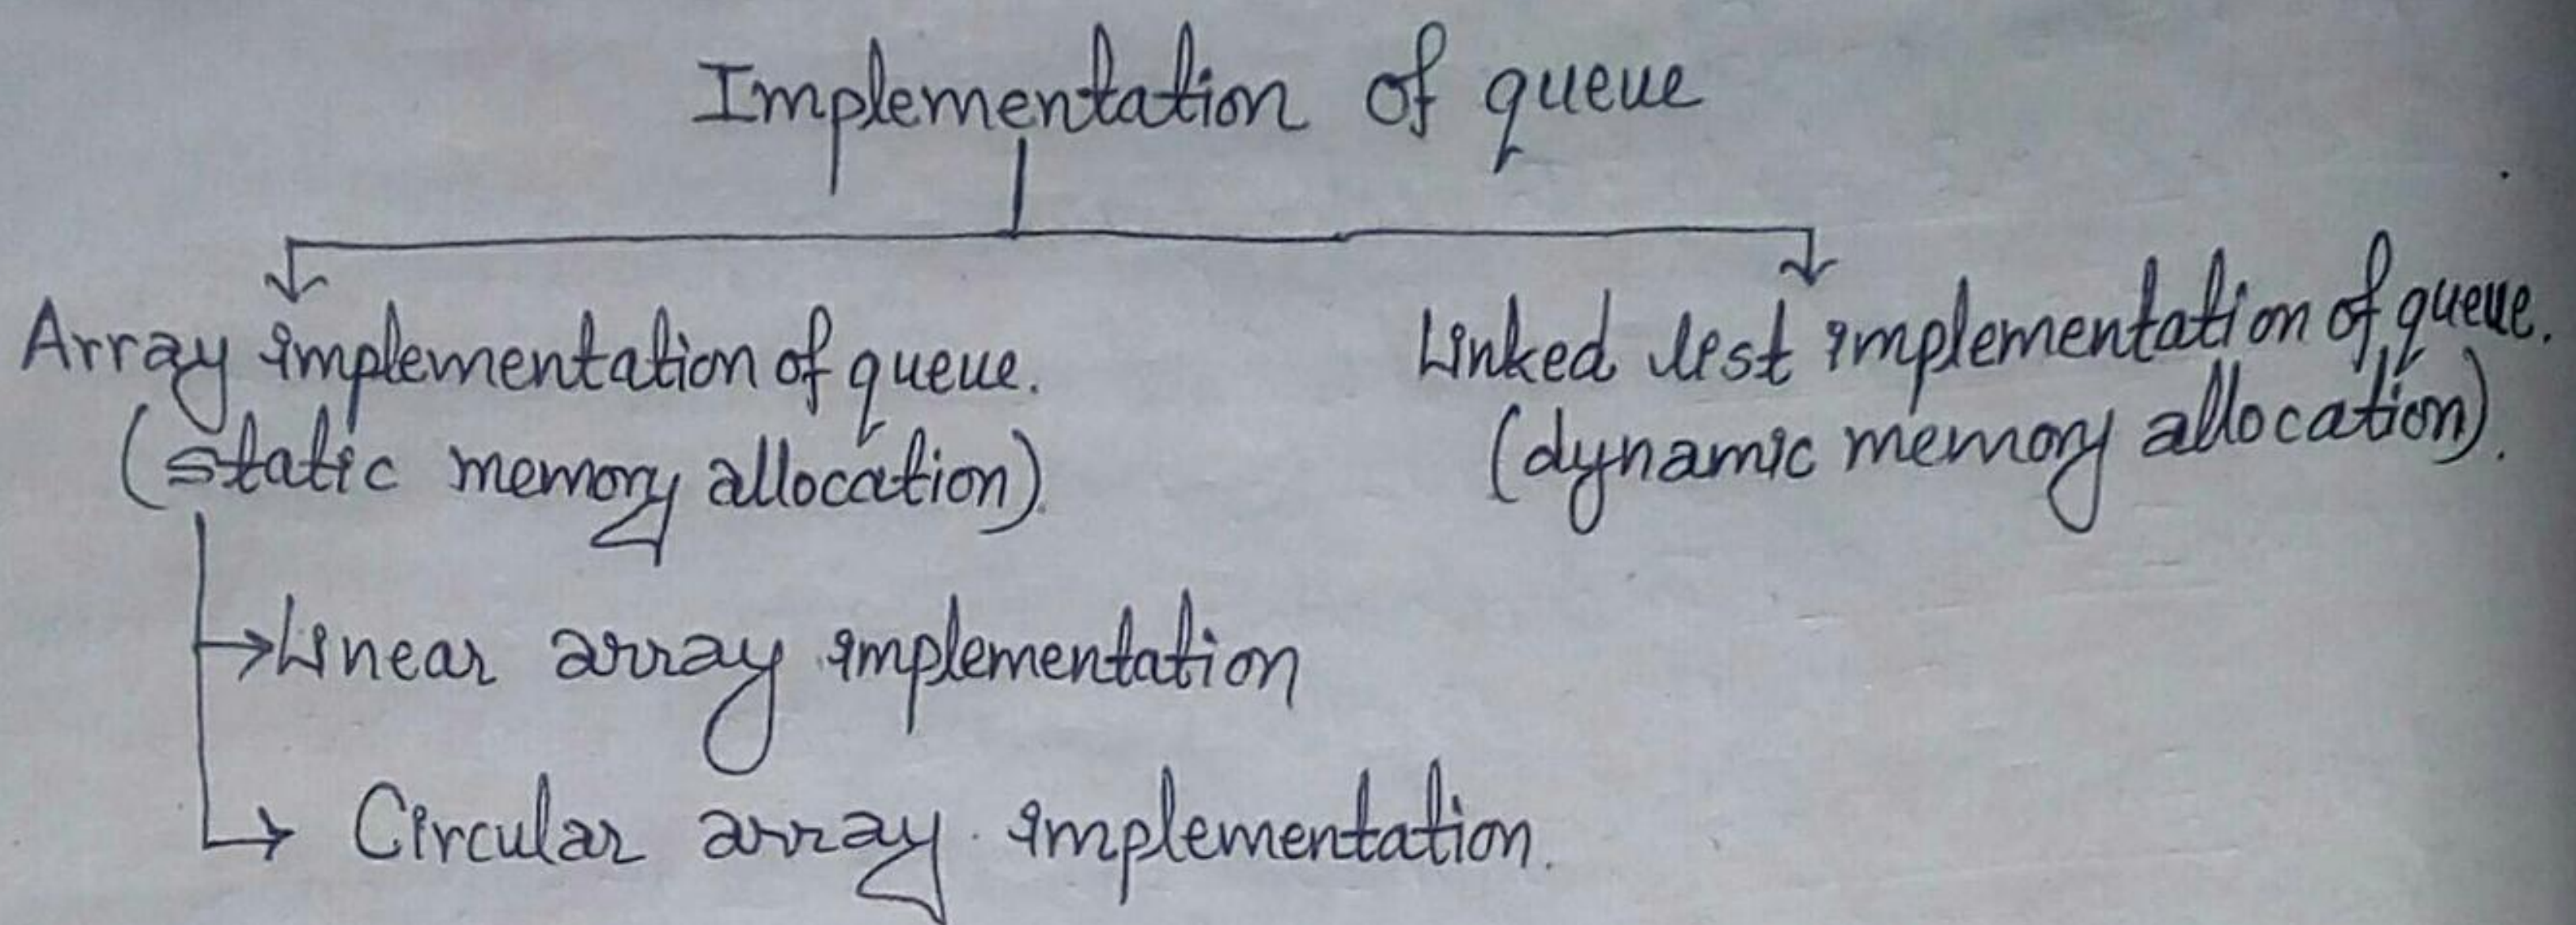 Implementation of queue
Array implementation of queue.
(static memory allocation).
Linked list implementation of queue.
(dynamic memory allocation).
Linear array implementation
Circular array implementation.